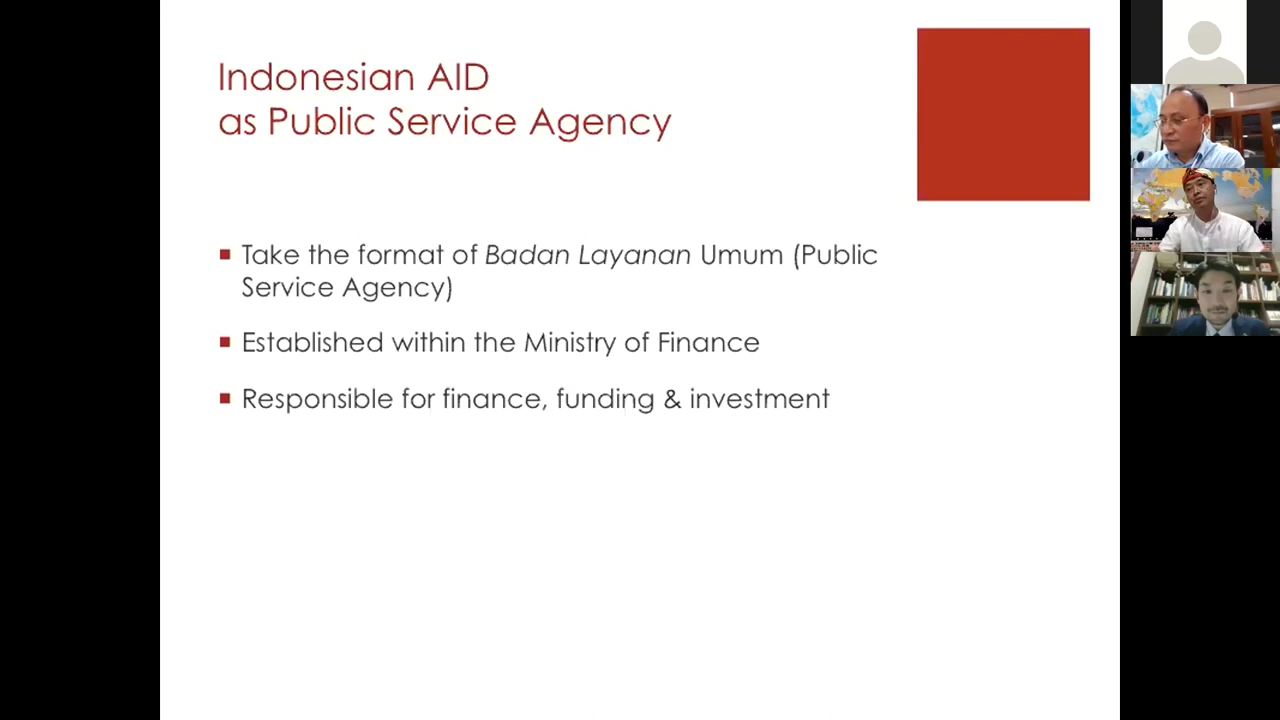 Indonesian AID
as Public Service Agency
Take the format of Badan Layanan Umum (Public
Service Agency)
Established within the Ministry of Finance
Responsible for finance, funding & investment